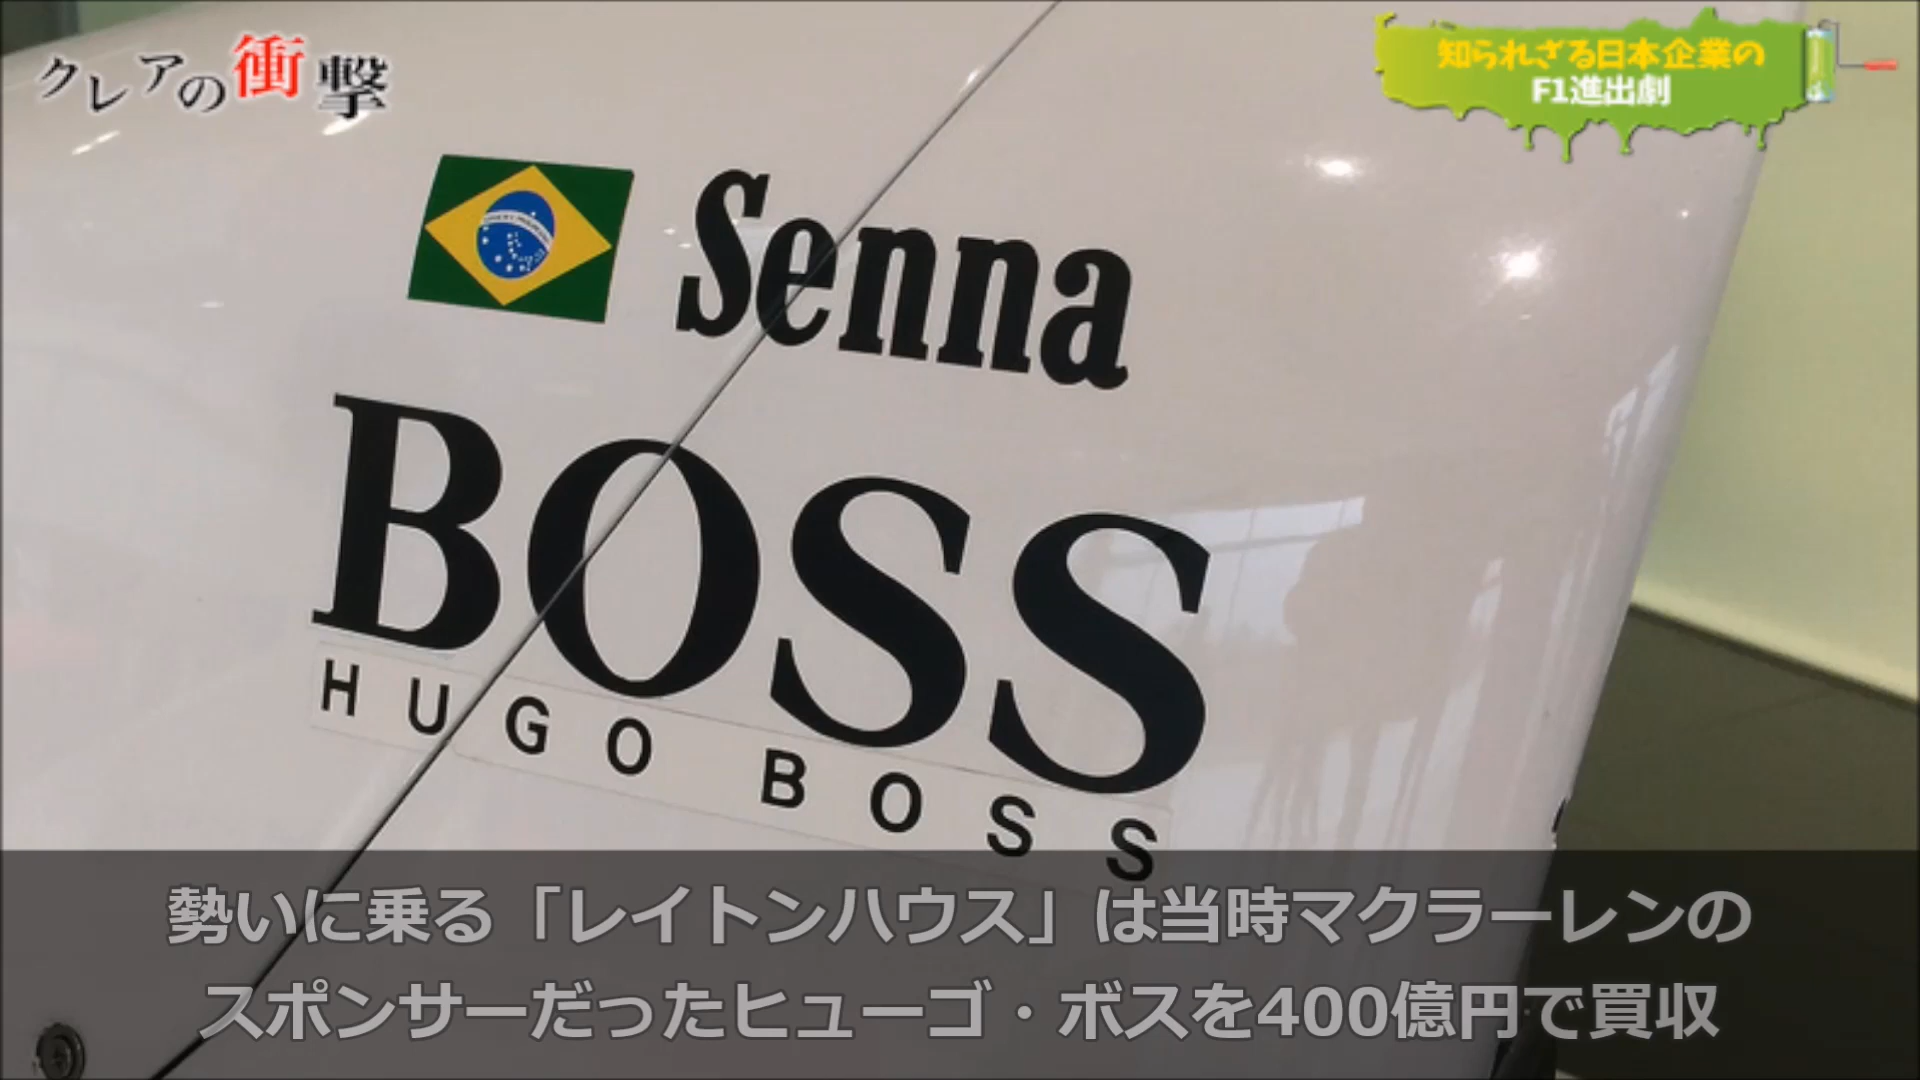 クレアの衝撃
知られざる日本企業の
F1進出劇
Senna
BOSS
HUGO BOSS
勢いに乗る「レイトンハウス」は当時マクラーレンの
スポンサーだったヒューゴ・ボスを400億円で買収